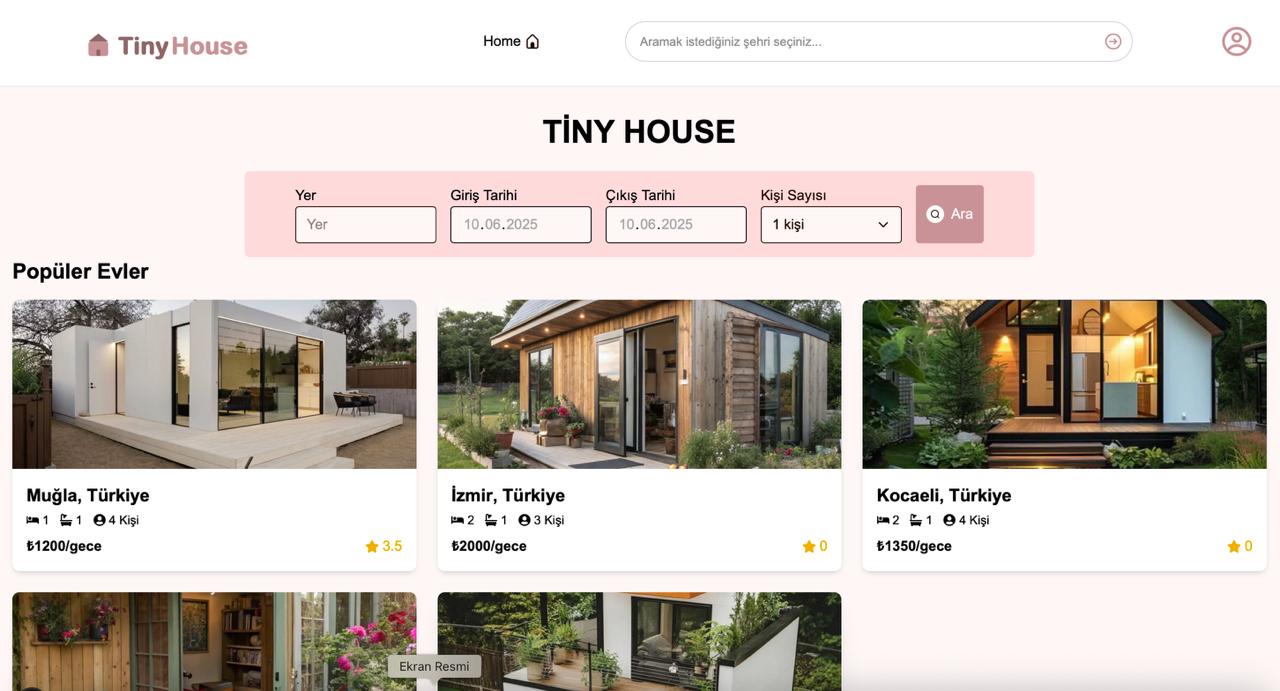 TinyHouse
Home
Aramak istediğiniz şehri seçiniz...
TİNY HOUSE
Yer Giriş Tarihi Çıkış Tarihi Kişi Sayısı
Yer 10.06.2025 10.06.2025 1 kişi Ara
Popüler Evler
Muğla, Türkiye
1 1 4 Kişi
₺1200/gece 3.5
İzmir, Türkiye
2 1 3 Kişi
₺2000/gece 0
Kocaeli, Türkiye
2 1 4 Kişi
₺1350/gece 0
Ekran Resmi